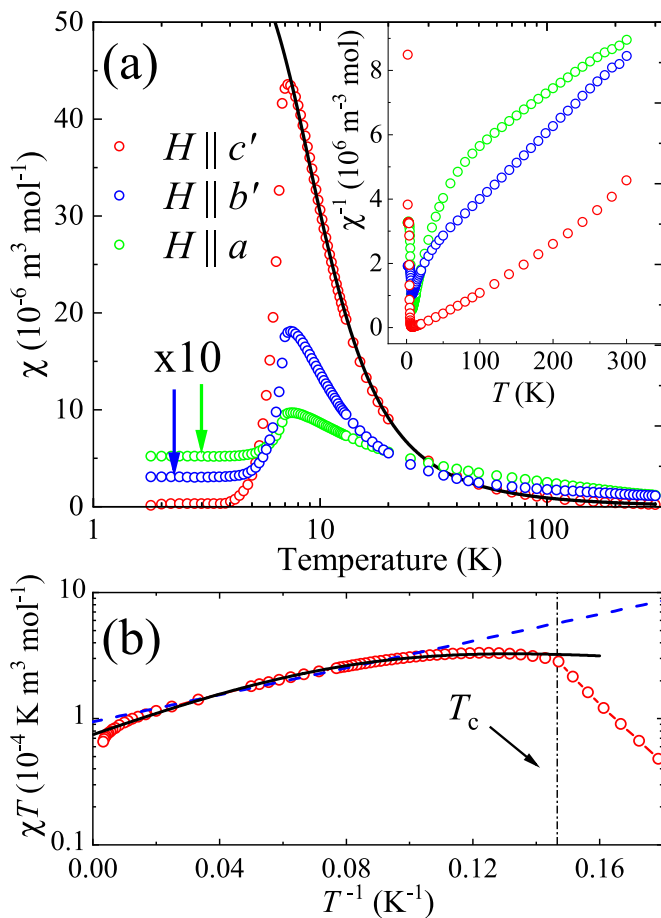 (a)
50
40
30
20
10
0
χ (10⁻⁶ m³ mol⁻¹)
H || c′
H || b′
H || a
x10
1
10
100
Temperature (K)
8
6
4
2
0
χ⁻¹ (10⁶ m⁻³ mol)
0
100
200
300
T (K)
(b)
10
1
0.1
χT (10⁻⁴ K m³ mol⁻¹)
T_c
0.00
0.04
0.08
0.12
0.16
T⁻¹ (K⁻¹)